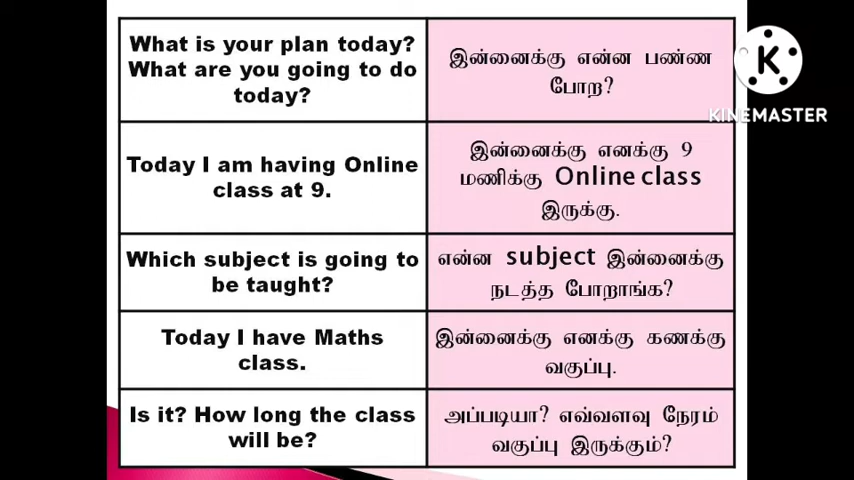 What is your plan today?
What are you going to do
today?
இன்னைக்கு என்ன பண்ண
போற?
Today I am having Online
class at 9.
இன்னைக்கு எனக்கு 9
மணிக்கு Online class
இருக்கு.
Which subject is going to
be taught?
என்ன subject இன்னைக்கு
நடத்த போறாங்க?
Today I have Maths
class.
இன்னைக்கு எனக்கு கணக்கு
வகுப்பு.
Is it? How long the class
will be?
அப்படியா? எவ்வளவு நேரம்
வகுப்பு இருக்கும்?
K
KINEMASTER